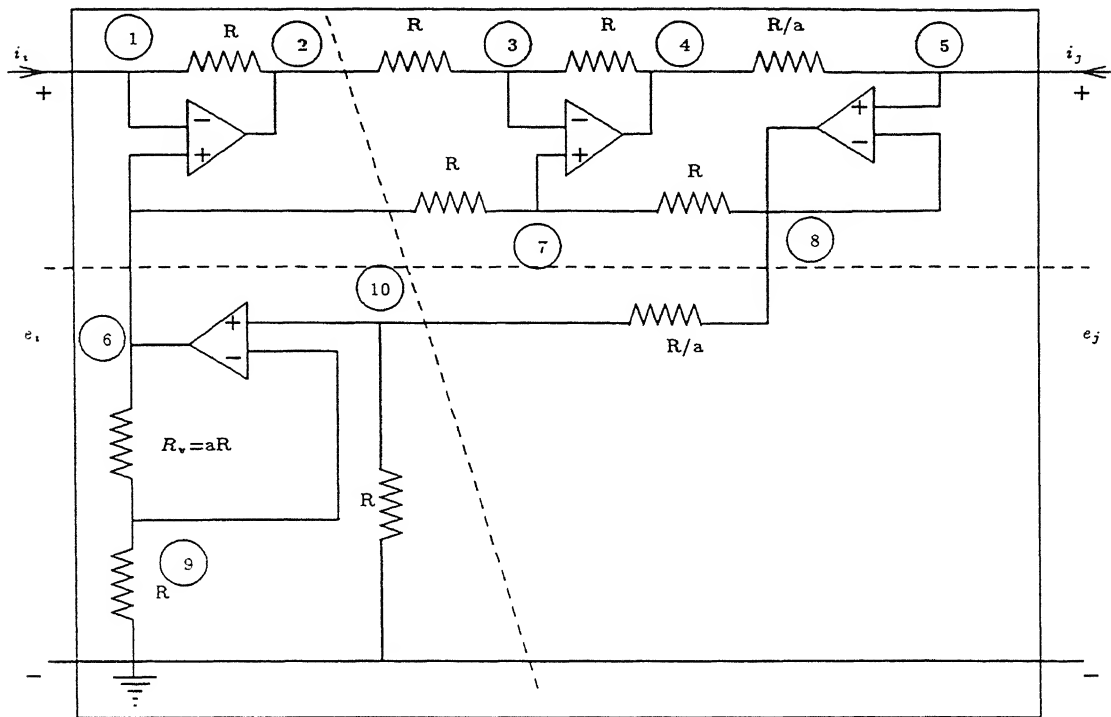 1 R 2 R 3 R 4 R/a 5
i_i i_j
+ +
− − +
+ + −
R R
7 8
10
6 + R/a
e_i − e_j
R_v=aR
R
9
R
− −